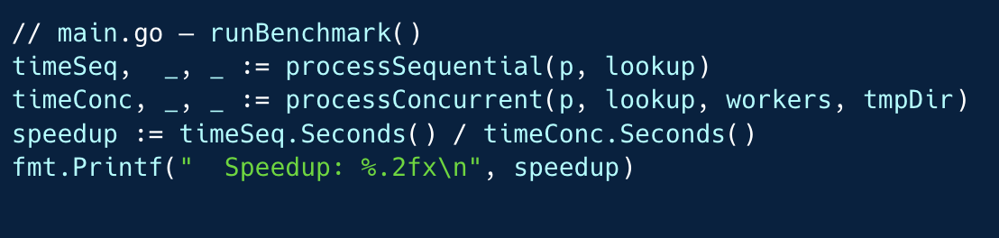 // main.go — runBenchmark()
timeSeq,  _, _ := processSequential(p, lookup)
timeConc, _, _ := processConcurrent(p, lookup, workers, tmpDir)
speedup := timeSeq.Seconds() / timeConc.Seconds()
fmt.Printf("  Speedup: %.2fx\n", speedup)